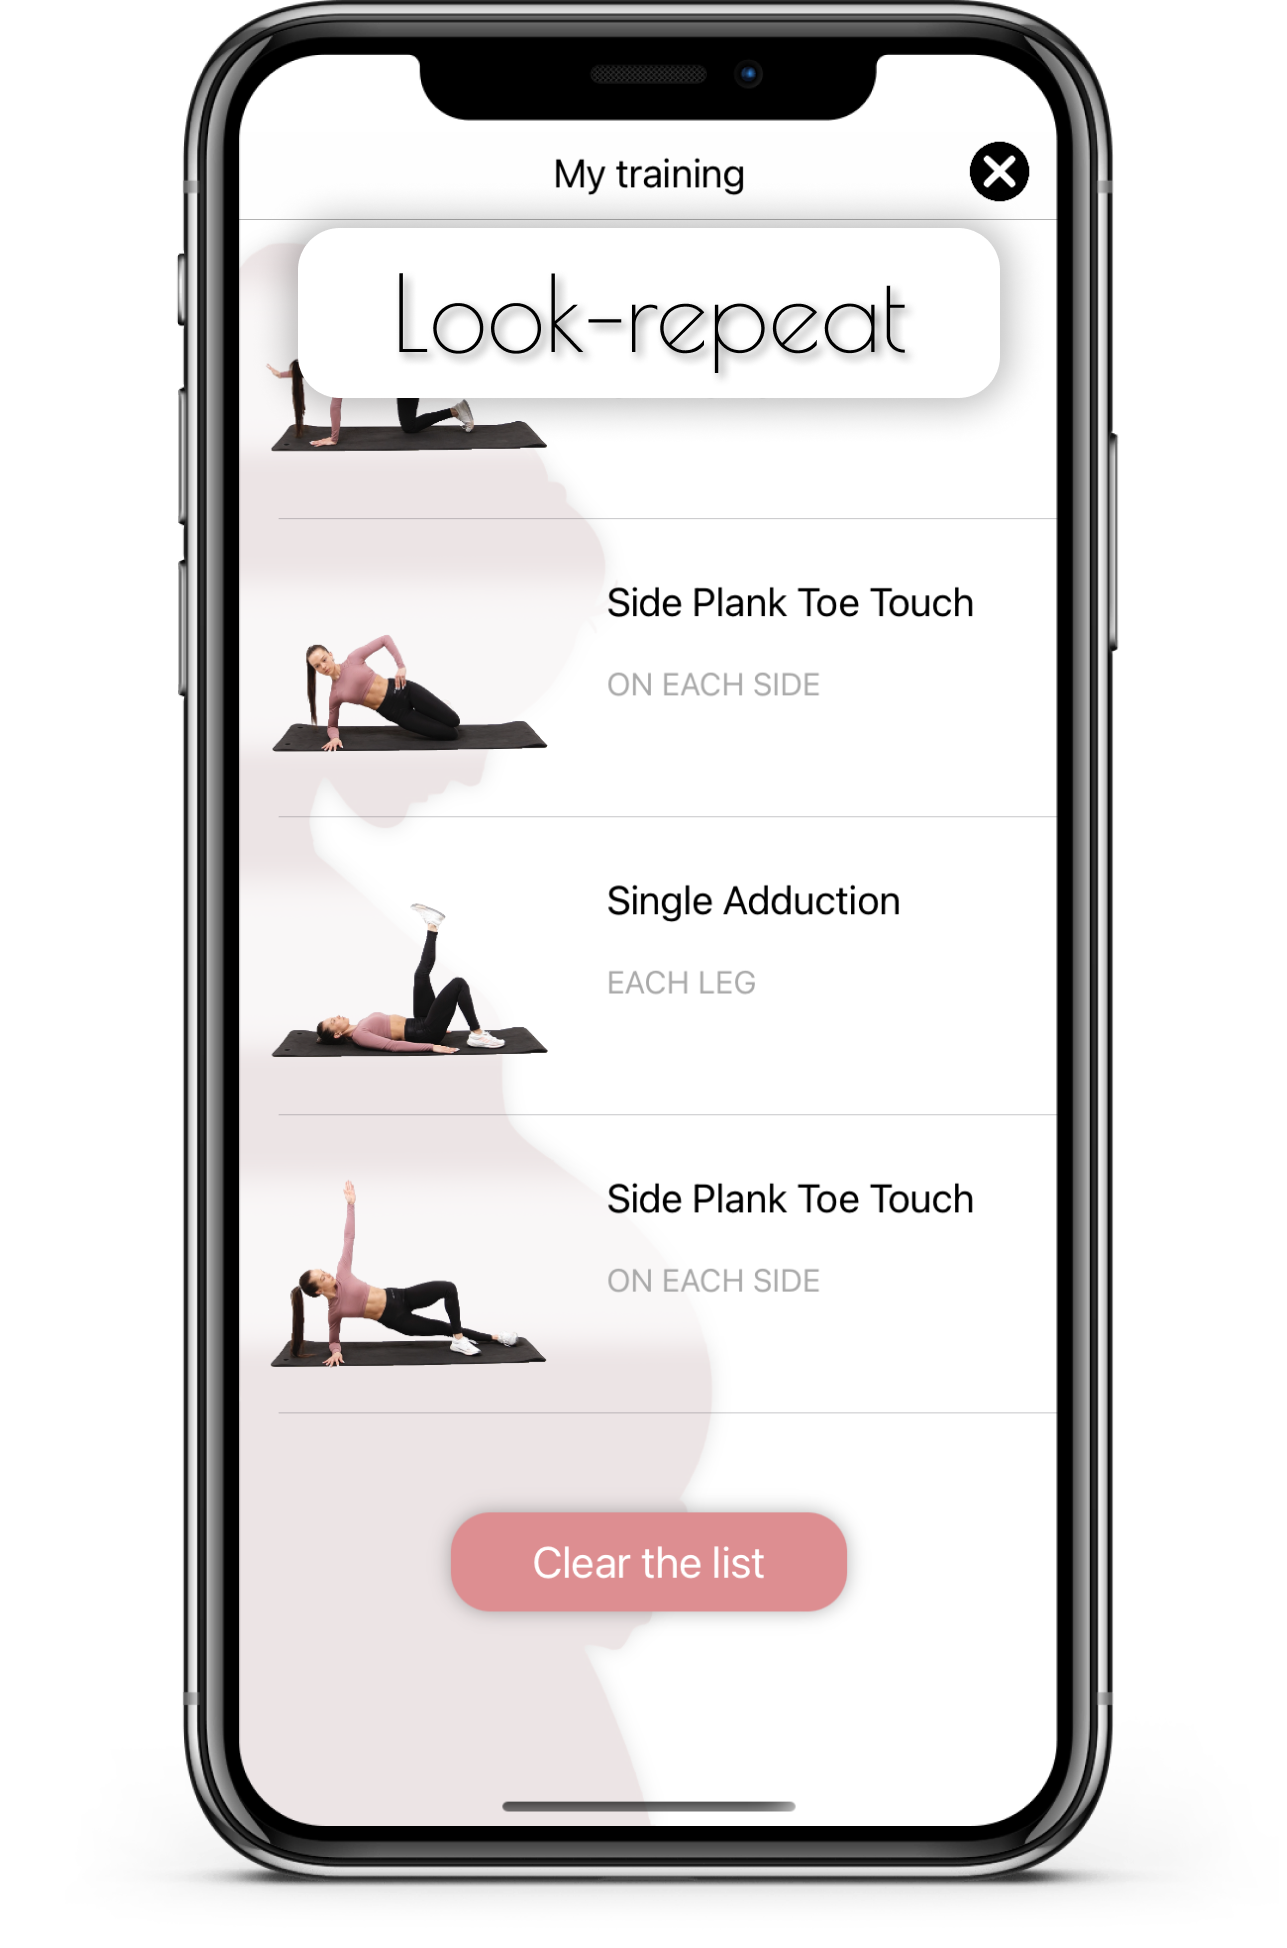 My training
Look-repeat
Side Plank Toe Touch
ON EACH SIDE
Single Adduction
EACH LEG
Side Plank Toe Touch
ON EACH SIDE
Clear the list